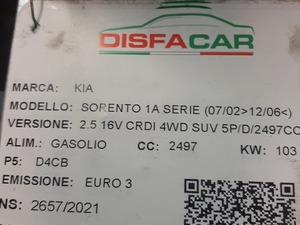 DISFACAR
MARCA: KIA
MODELLO: SORENTO 1A SERIE (07/02>12/06<)
VERSIONE: 2.5 16V CRDI 4WD SUV 5P/D/2497CC
ALIM.: GASOLIO CC: 2497 KW: 103
P5: D4CB
EMISSIONE: EURO 3
NS: 2657/2021